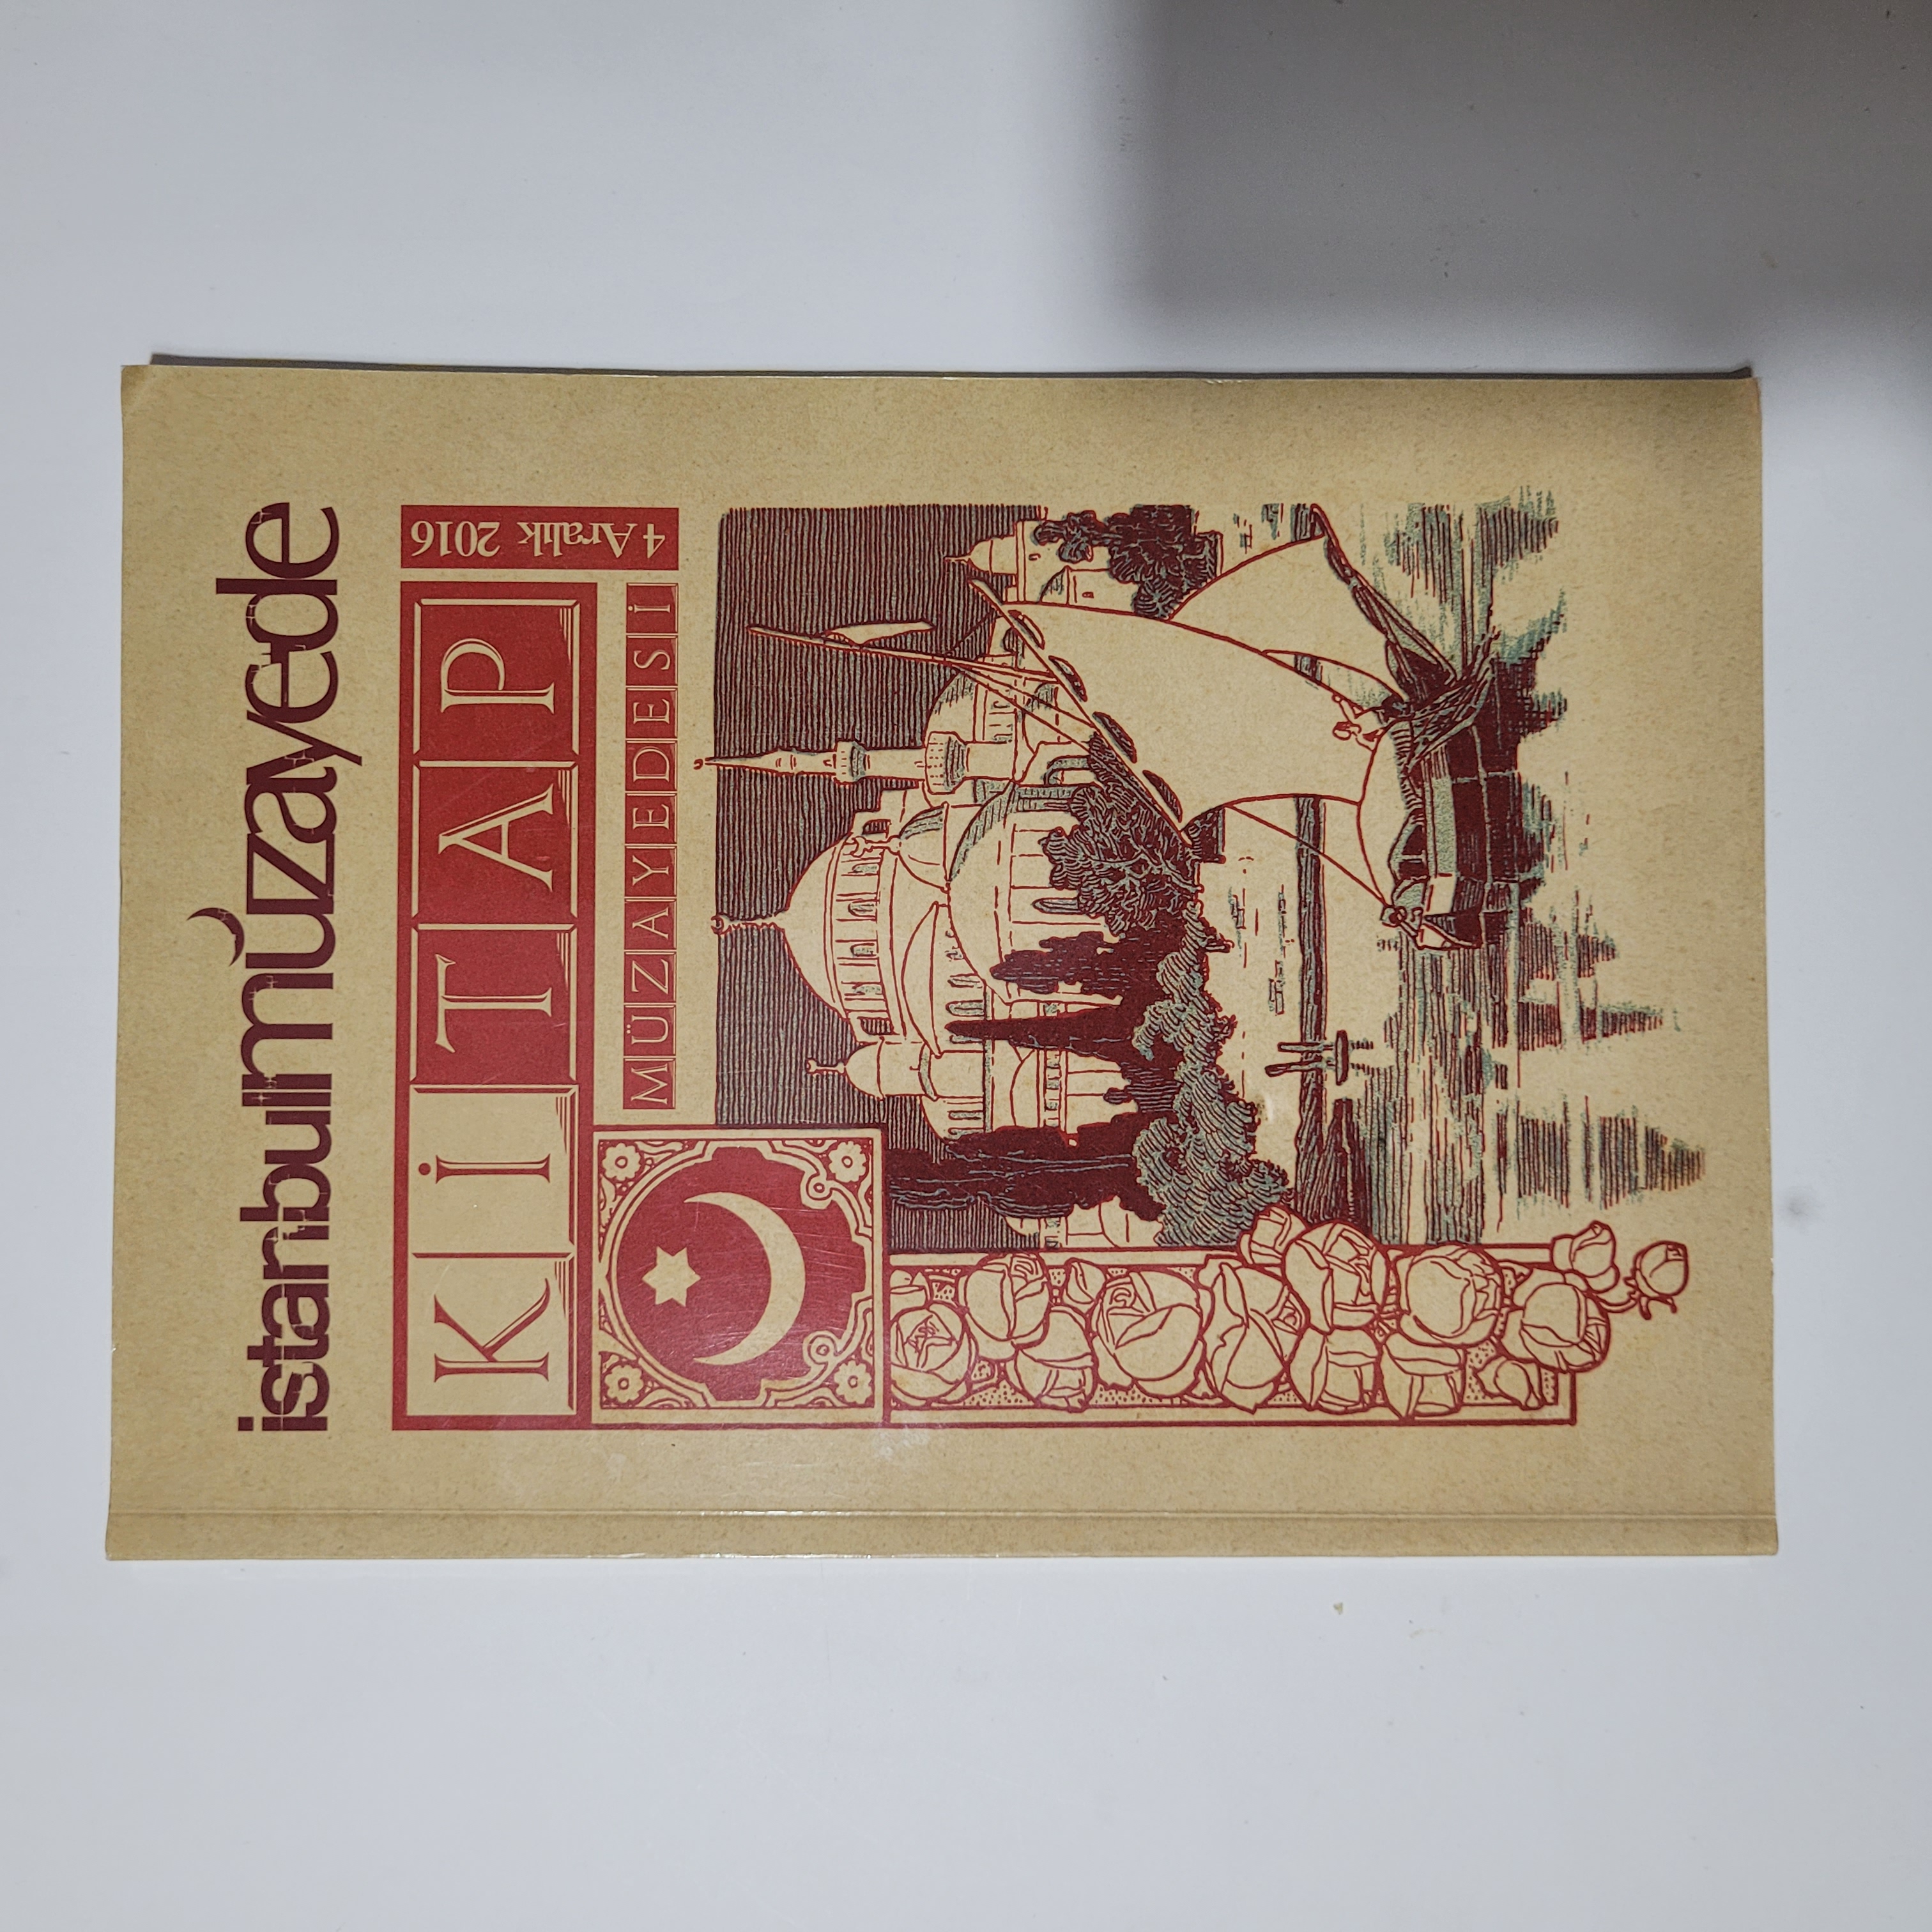 istanbulmüzayede
KİTAP
MÜZAYEDESİ
4 Aralık 2016